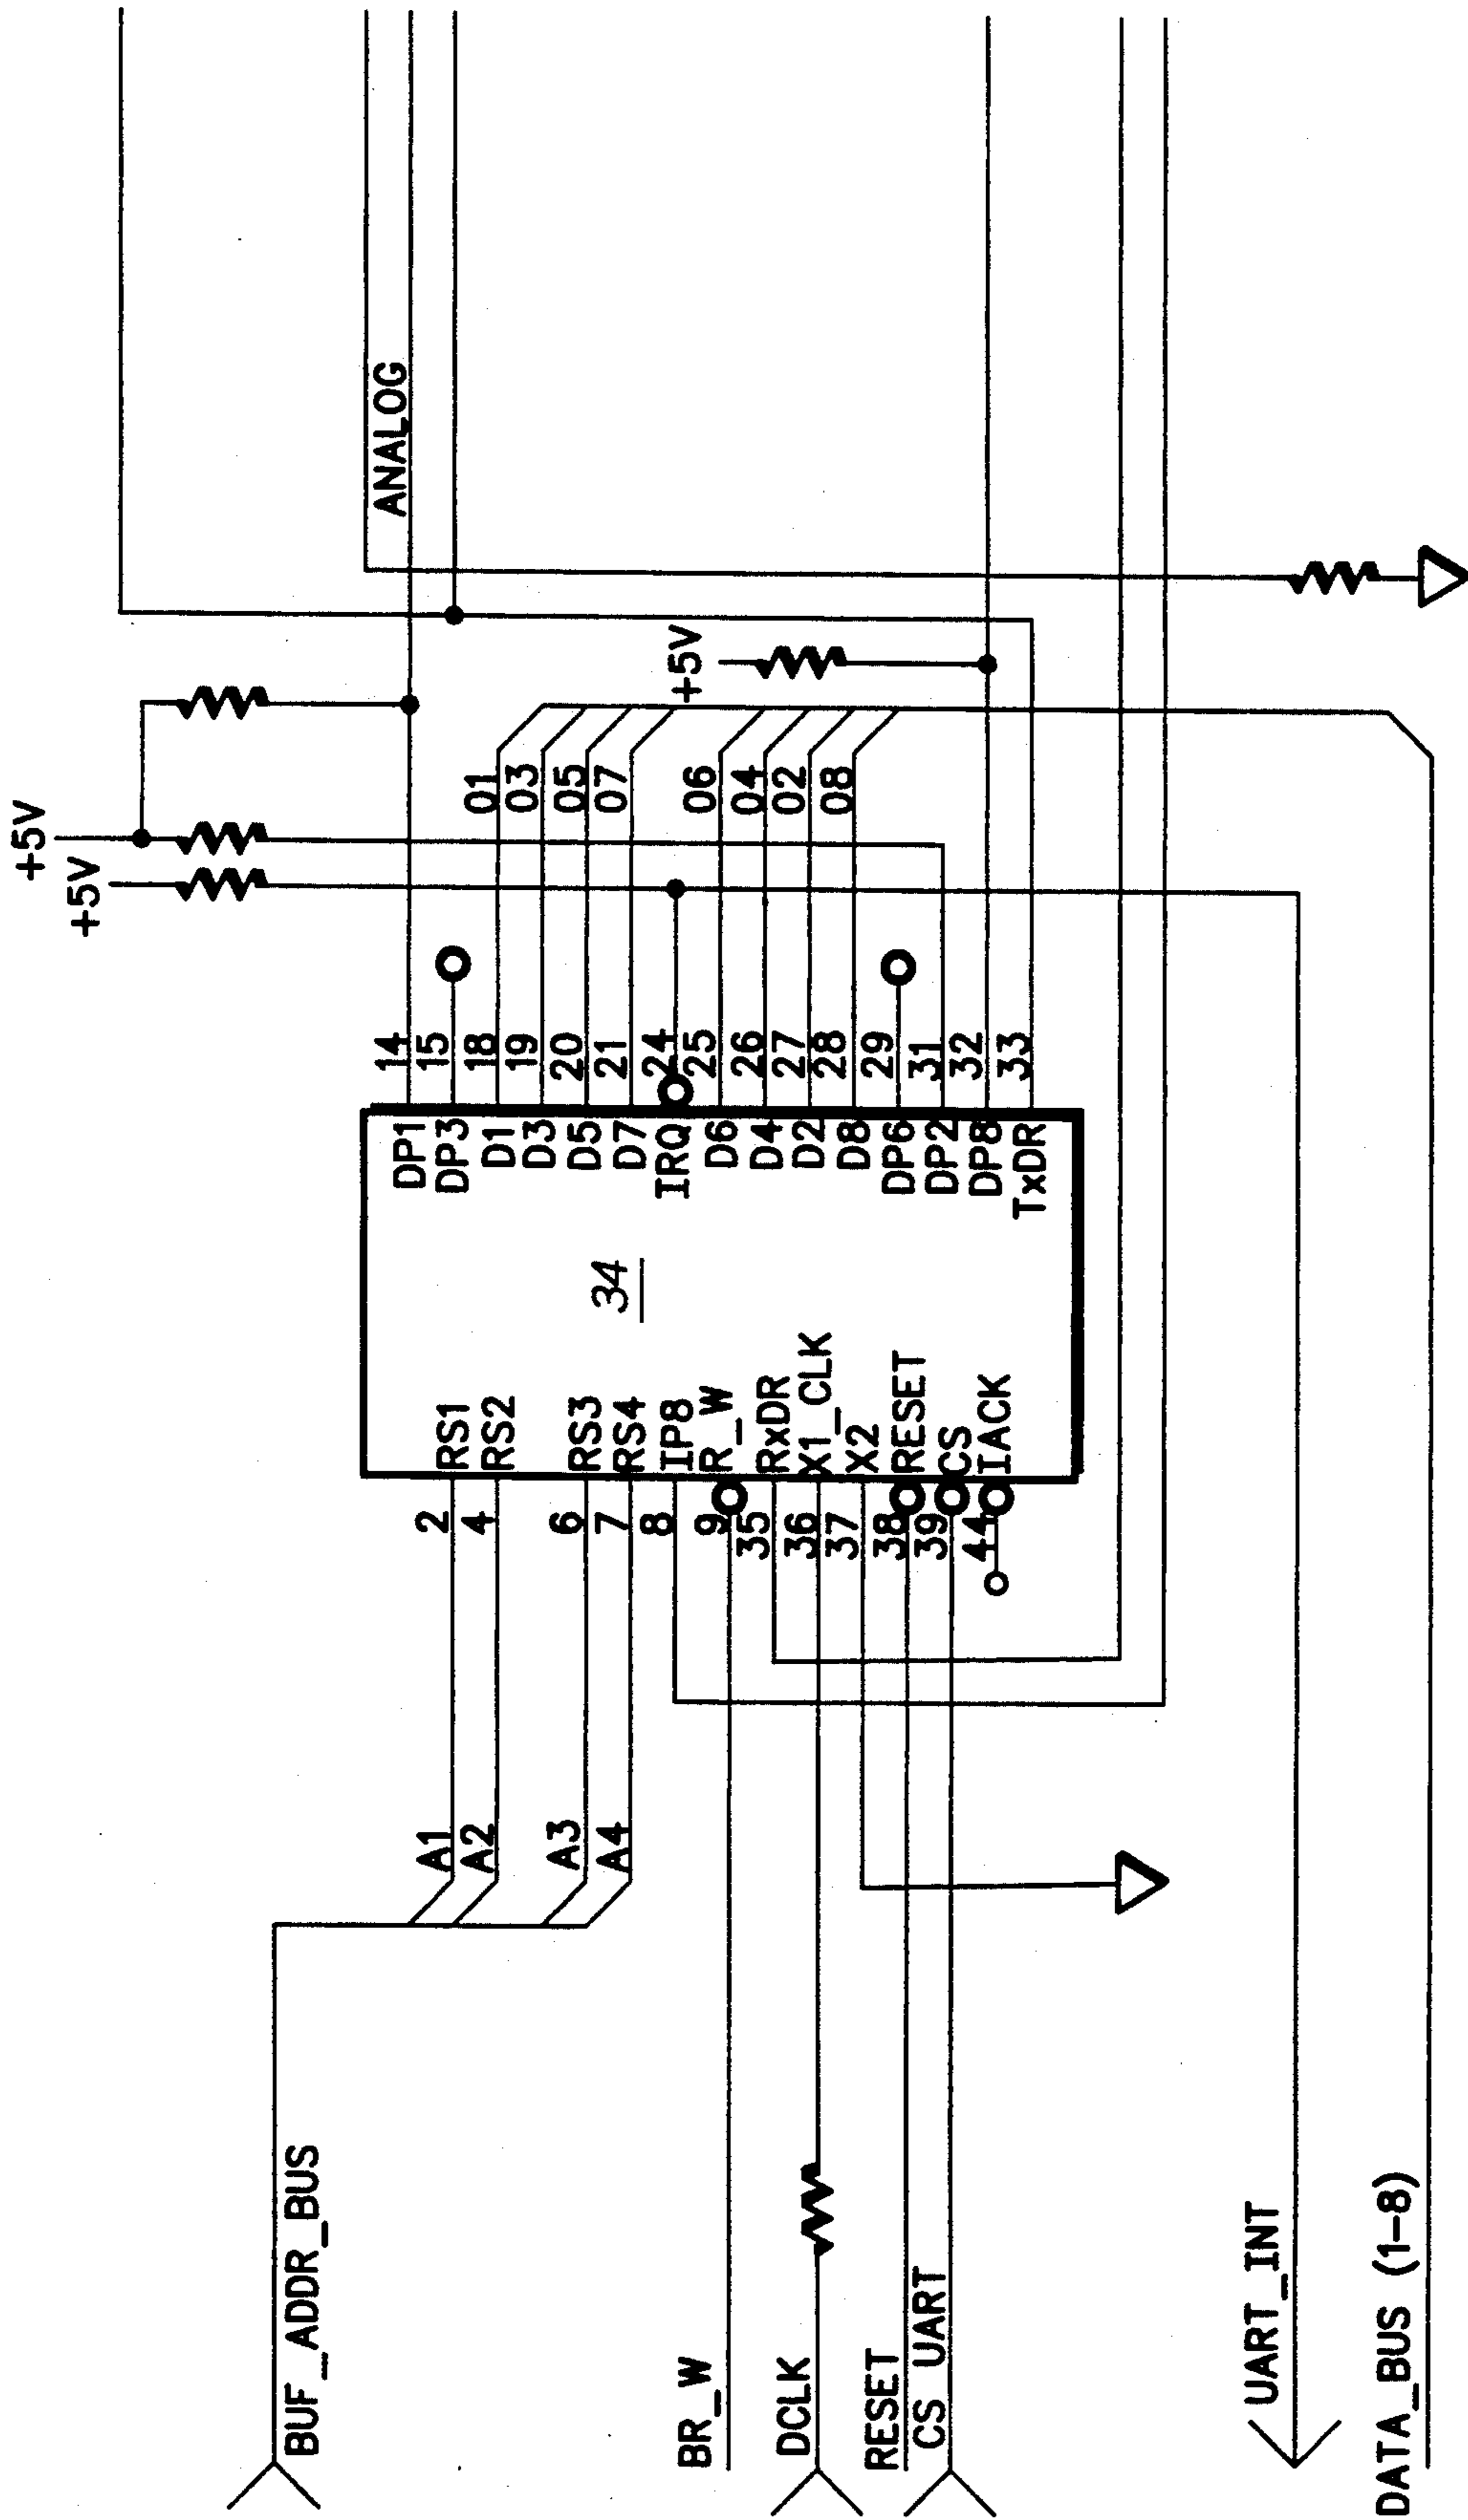 BUF_ADDR_BUS
A1
A2
A3
A4
BR_W
DCLK
RESET
CS_UART
UART_INT
DATA_BUS (1-8)
2 RS1
4 RS2
6 RS3
7 RS4
8 IP8
9 R_W
35 RxDR
36 X1_CLK
37 X2
38 RESET
39 CS
44 IACK
34
DP1 14
DP3 15
D1 18 01
D3 19 03
D5 20 05
D7 21 07
IRQ 24
D6 25 06
D4 26 04
D2 27 02
D8 28 08
DP6 29
DP2 31
DP8 32
TxDR 33
+5V
+5V
+5V
ANALOG